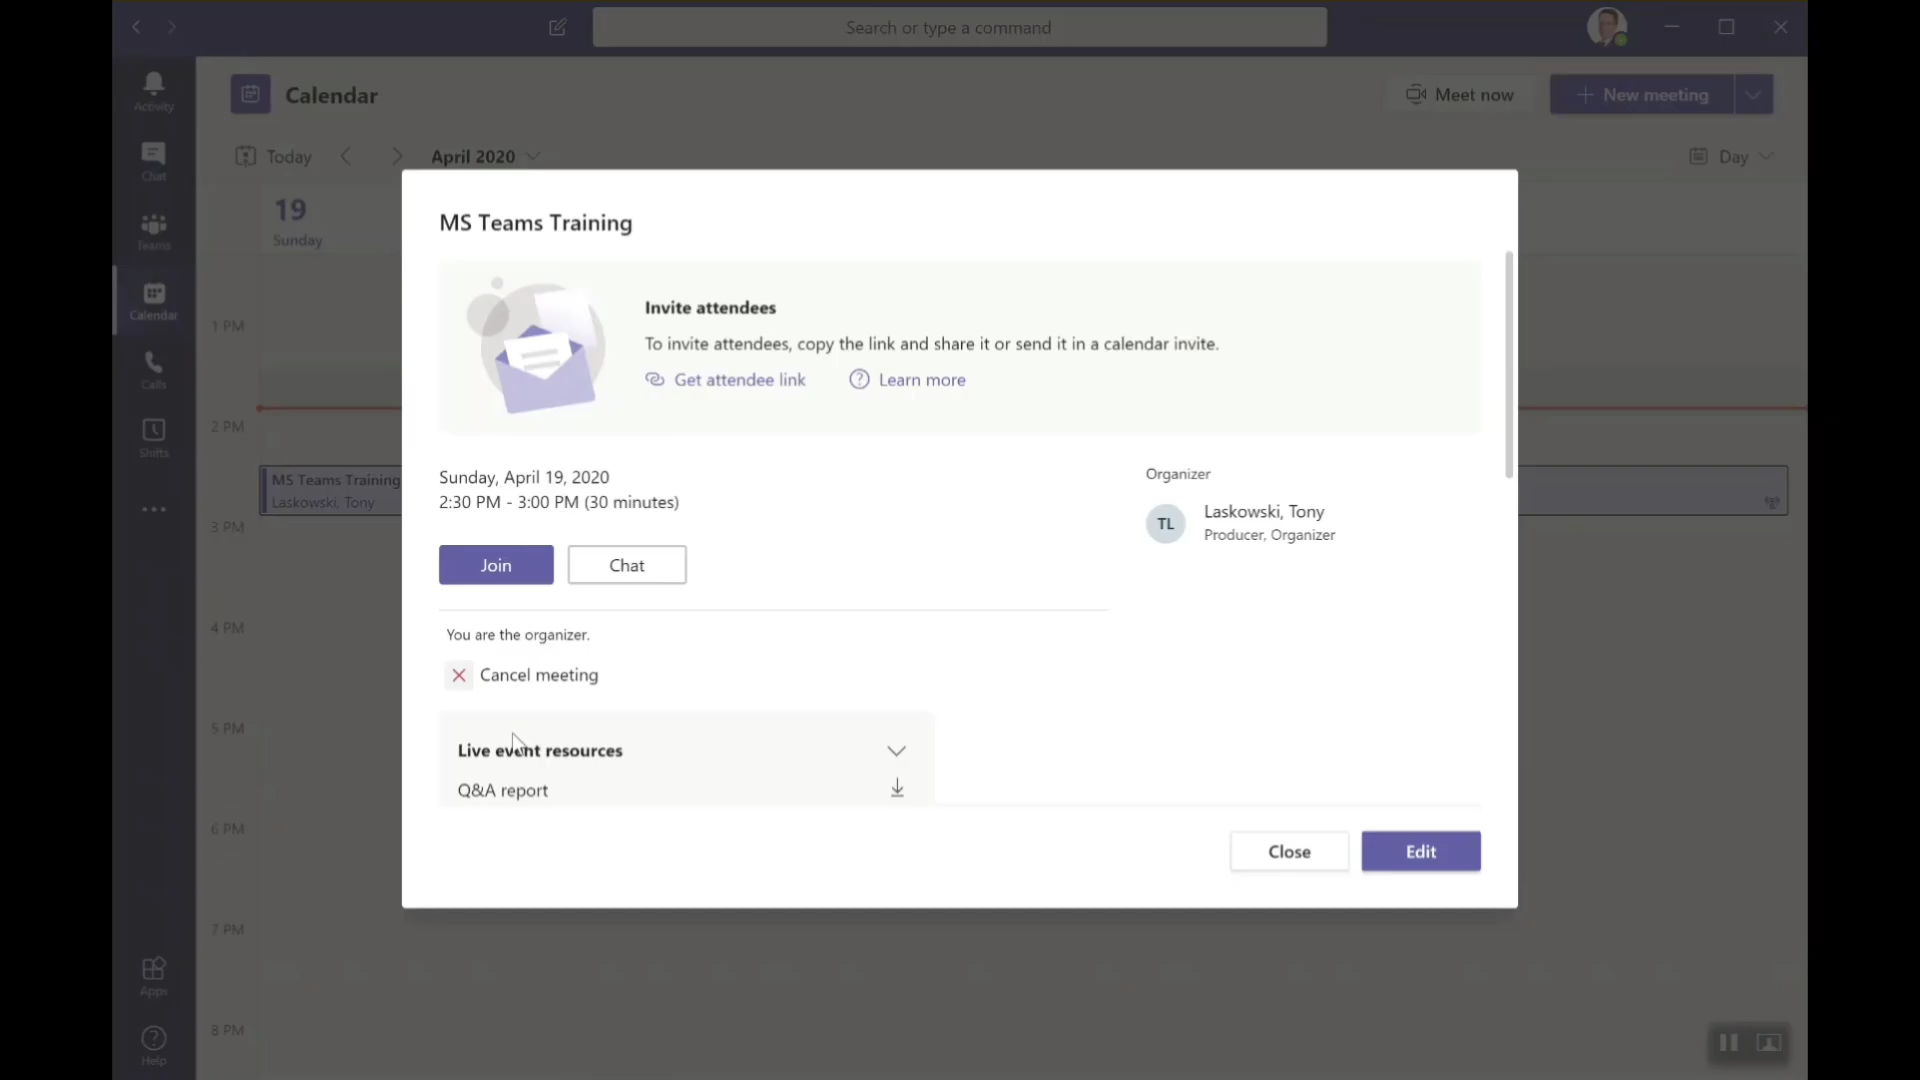 Search or type a command
Activity
Chat
Teams
Calendar
Calls
Shifts
Apps
Help
Calendar
Meet now
New meeting
Today
April 2020
Day
19
Sunday
1 PM
2 PM
3 PM
4 PM
5 PM
6 PM
7 PM
8 PM
MS Teams Training
Laskowski, Tony
MS Teams Training
Invite attendees
To invite attendees, copy the link and share it or send it in a calendar invite.
Get attendee link
Learn more
Sunday, April 19, 2020
2:30 PM - 3:00 PM (30 minutes)
Join
Chat
Organizer
TL
Laskowski, Tony
Producer, Organizer
You are the organizer.
Cancel meeting
Live event resources
Q&A report
Close
Edit